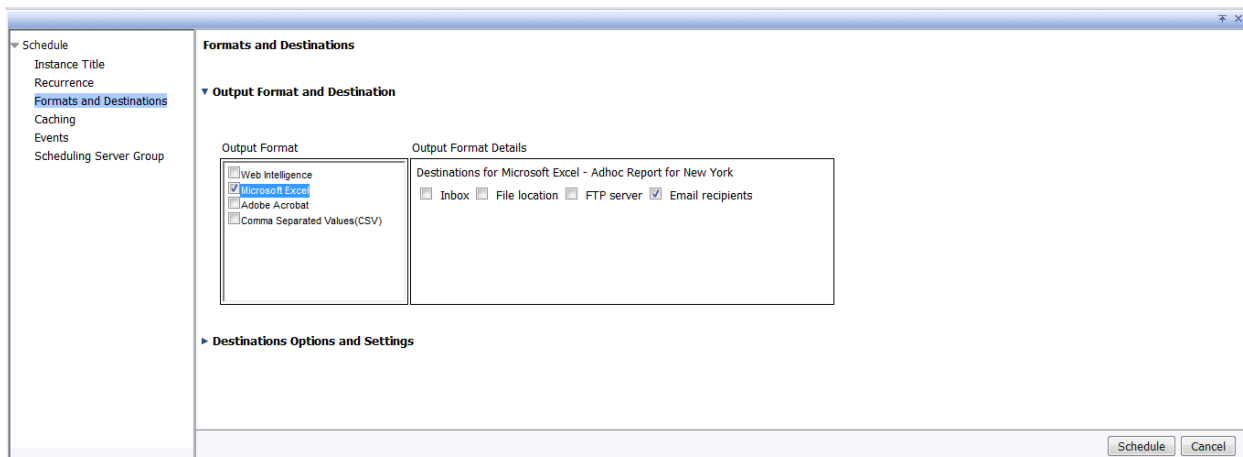 Schedule
Instance Title
Recurrence
Formats and Destinations
Caching
Events
Scheduling Server Group
Formats and Destinations
Output Format and Destination
Output Format
Web Intelligence
Microsoft Excel
Adobe Acrobat
Comma Separated Values(CSV)
Output Format Details
Destinations for Microsoft Excel - Adhoc Report for New York
Inbox File location FTP server Email recipients
Destinations Options and Settings
Schedule Cancel